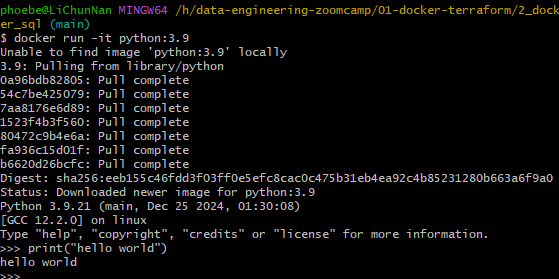 phoebe@LiChunNan MINGW64 /h/data-engineering-zoomcamp/01-docker-terraform/2_dock
er_sql (main)
$ docker run -it python:3.9
Unable to find image 'python:3.9' locally
3.9: Pulling from library/python
0a96bdb82805: Pull complete
54c7be425079: Pull complete
7aa8176e6d89: Pull complete
1523f4b3f560: Pull complete
80472c9b4e6a: Pull complete
fa936c15d01f: Pull complete
b6620d26bcfc: Pull complete
Digest: sha256:eeb155c46fdd3f03ff0e5efc8cac0c475b31eb4ea92c4b85231280b663a6f9a0
Status: Downloaded newer image for python:3.9
Python 3.9.21 (main, Dec 25 2024, 01:30:08)
[GCC 12.2.0] on linux
Type "help", "copyright", "credits" or "license" for more information.
>>> print("hello world")
hello world
>>>